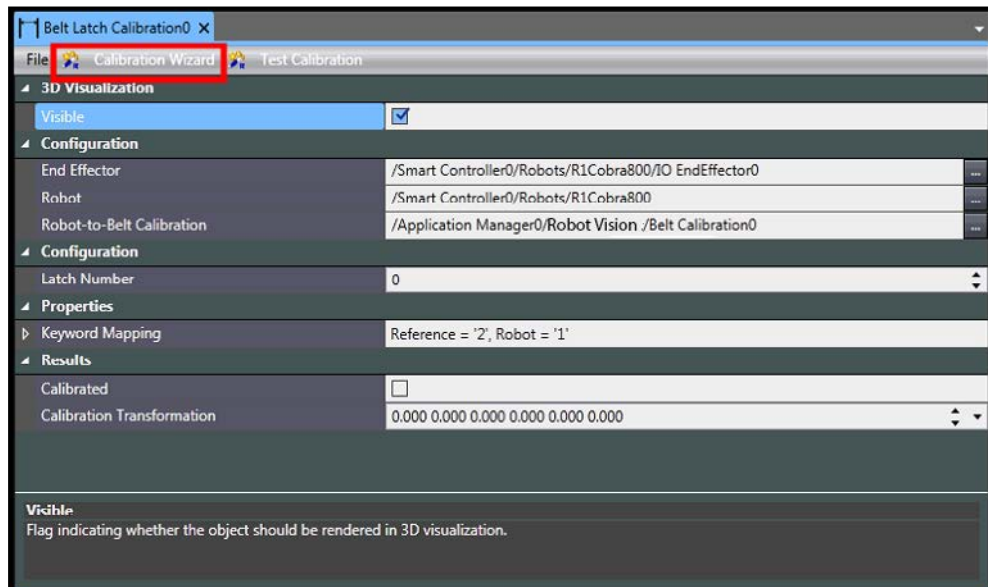 Belt Latch Calibration0 X
File Calibration Wizard Test Calibration
3D Visualization
Visible
Configuration
End Effector /Smart Controller0/Robots/R1Cobra800/IO EndEffector0 ...
Robot /Smart Controller0/Robots/R1Cobra800 ...
Robot-to-Belt Calibration /Application Manager0/Robot Vision :/Belt Calibration0 ...
Configuration
Latch Number 0
Properties
Keyword Mapping Reference = '2', Robot = '1'
Results
Calibrated
Calibration Transformation 0.000 0.000 0.000 0.000 0.000 0.000
Visible
Flag indicating whether the object should be rendered in 3D visualization.